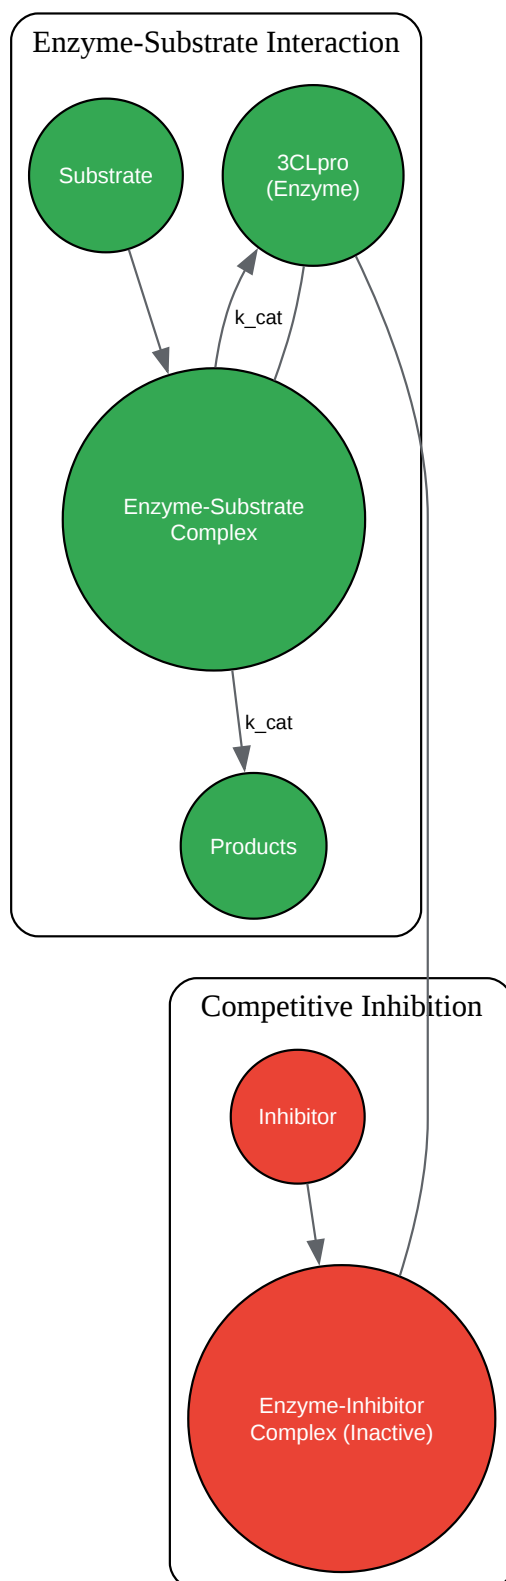 Enzyme-Substrate Interaction
Substrate
3CLpro
(Enzyme)
k_cat
Enzyme-Substrate
Complex
k_cat
Products
Competitive Inhibition
Inhibitor
Enzyme-Inhibitor
Complex (Inactive)